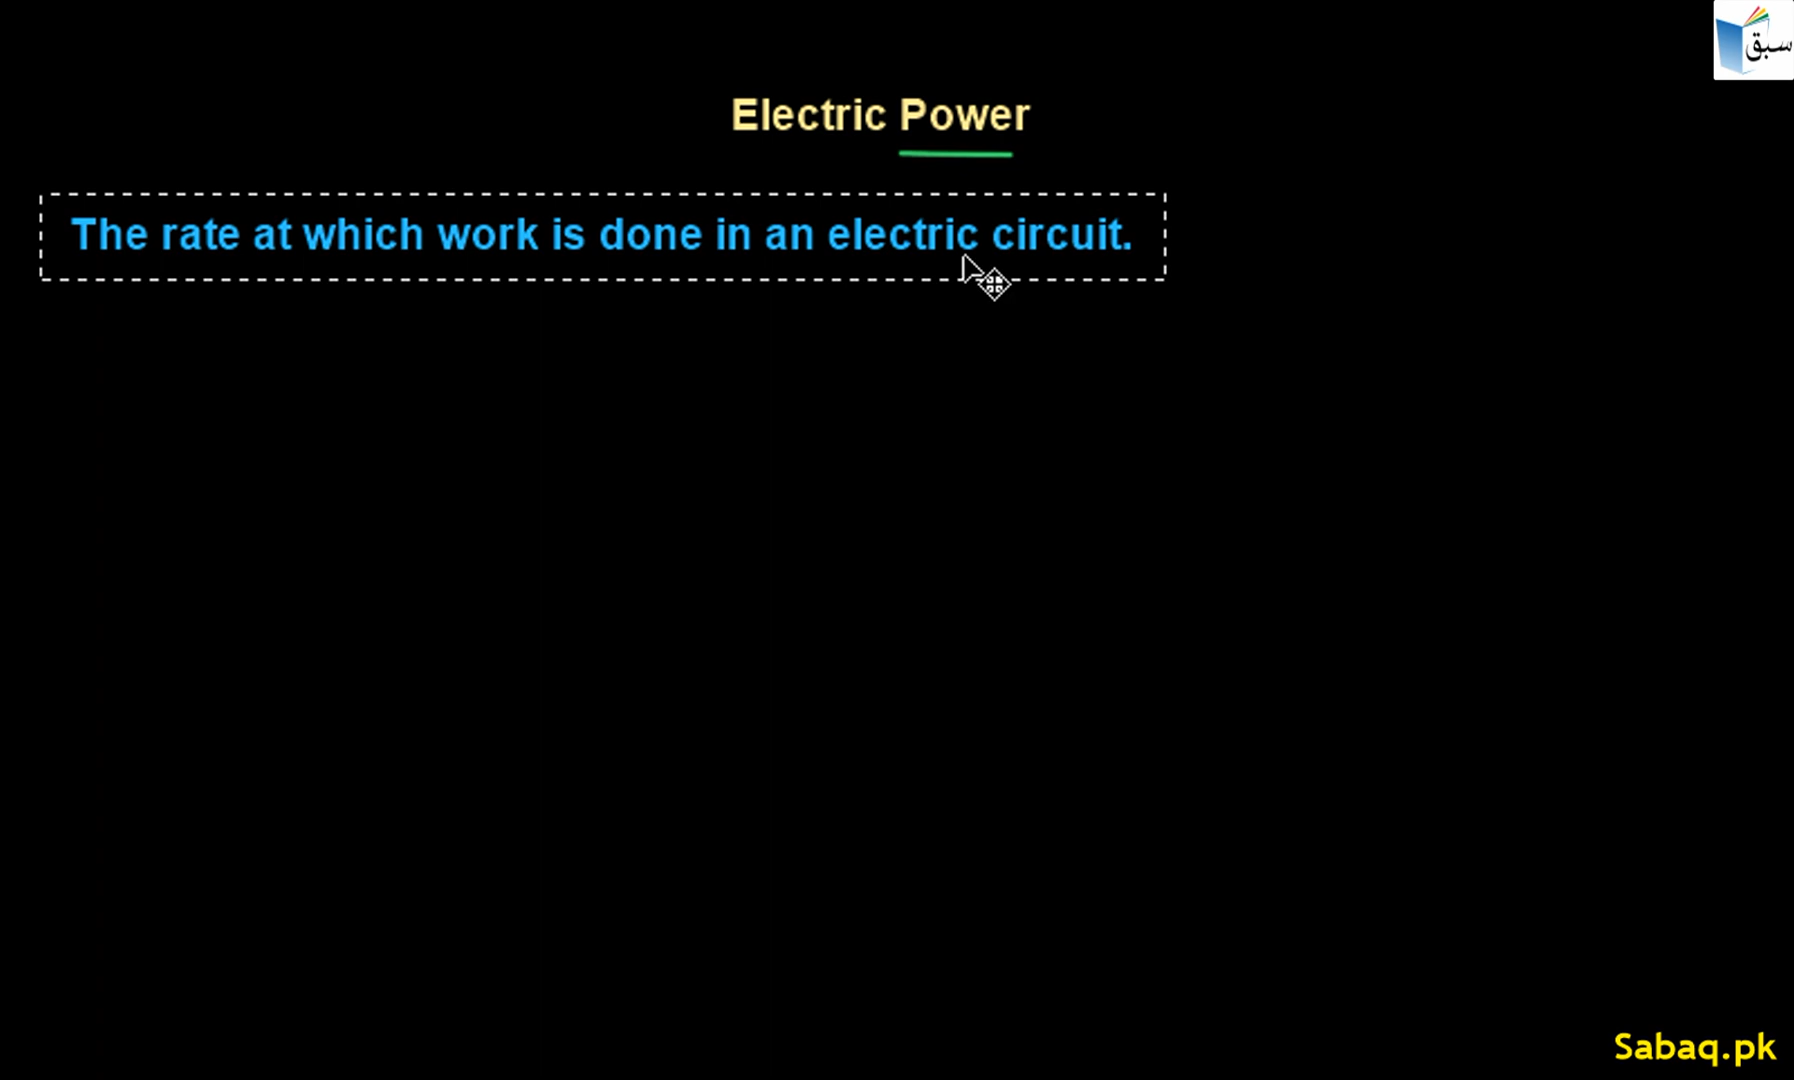 سبق
Electric Power
The rate at which work is done in an electric circuit.
Sabaq.pk